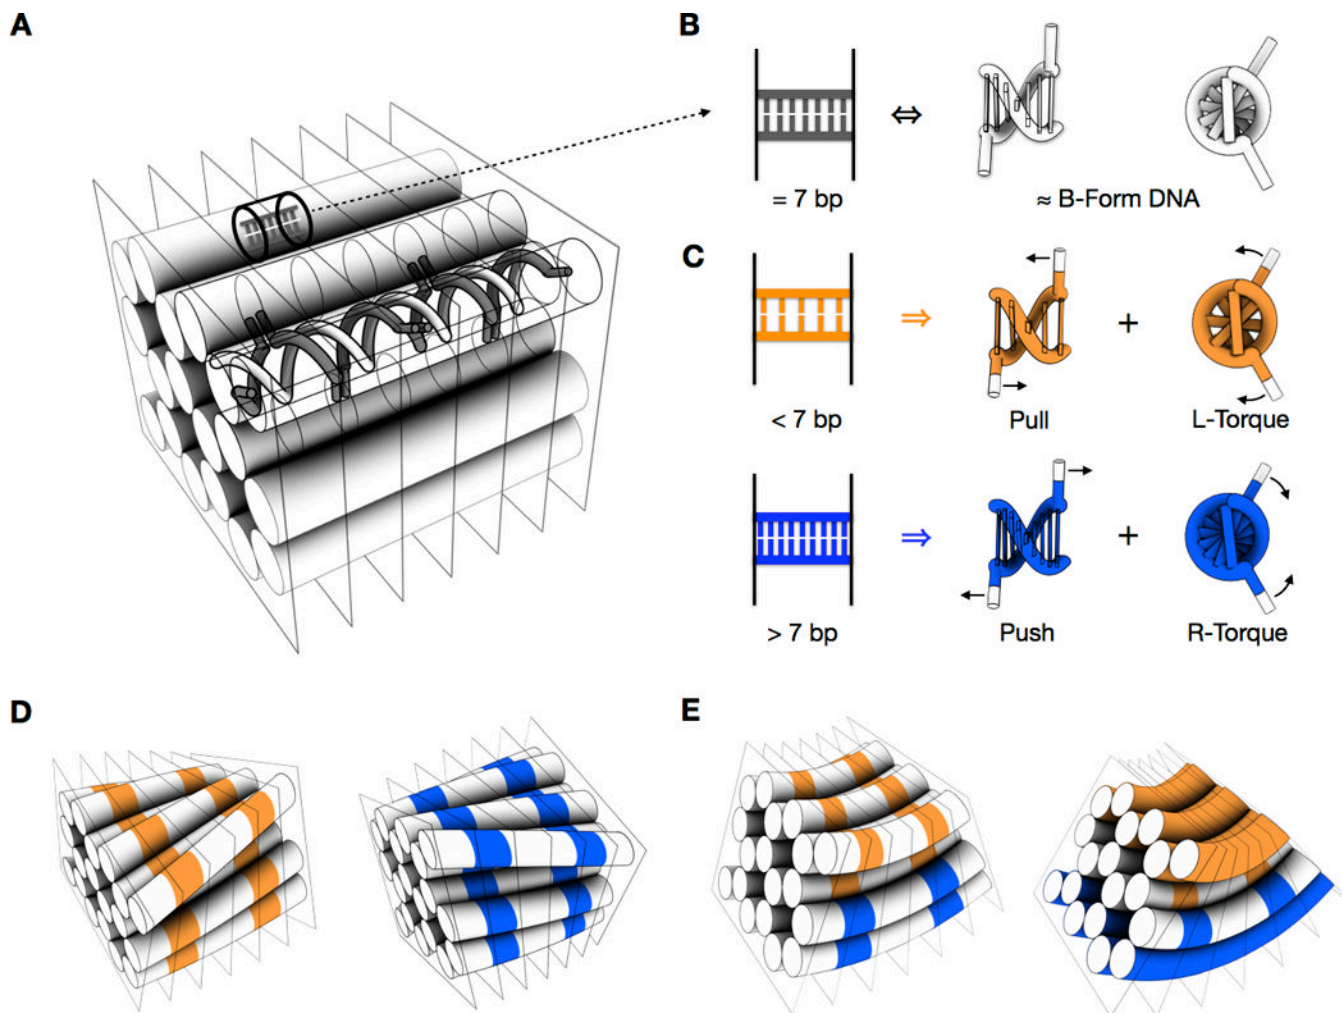 A
B
= 7 bp
≈ B-Form DNA
C
< 7 bp
Pull
+
L-Torque
> 7 bp
Push
+
R-Torque
D
E